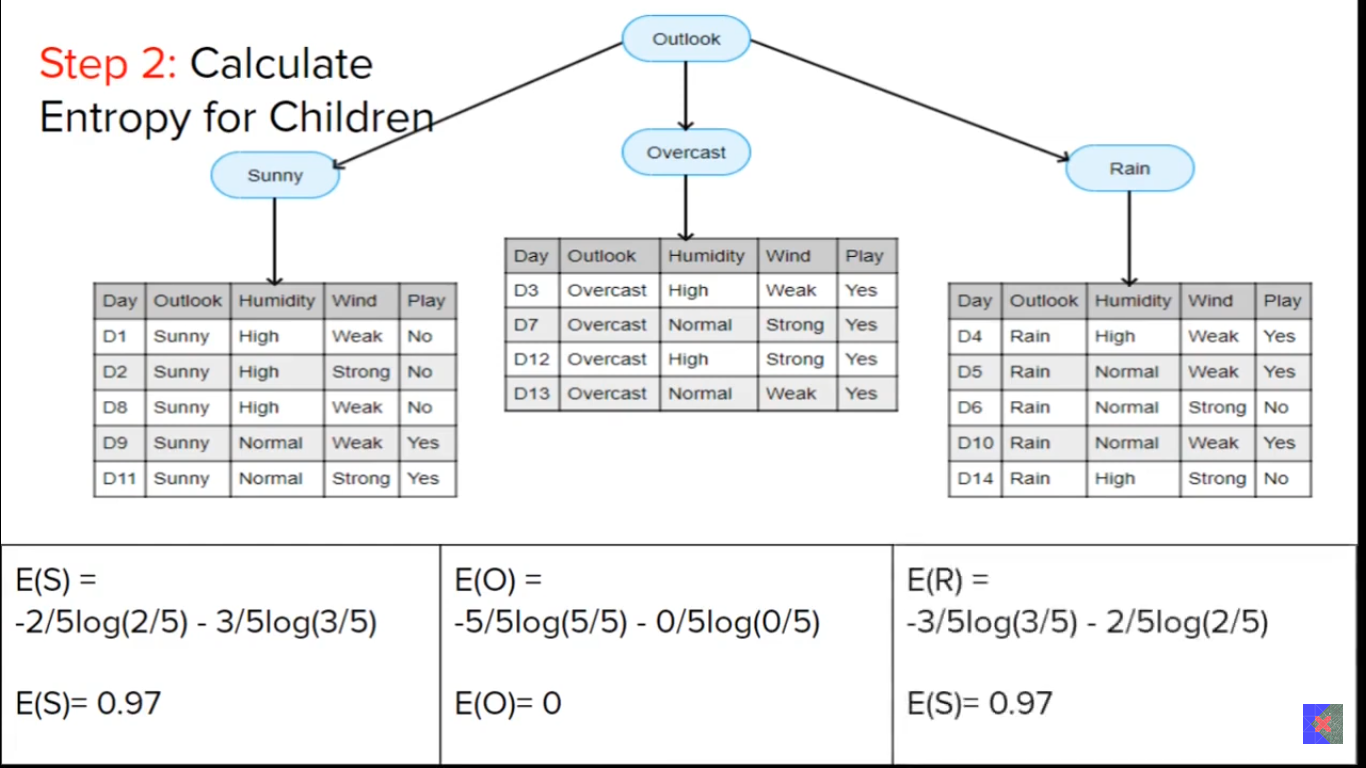 Step 2: Calculate
Entropy for Children
Outlook
Sunny
Overcast
Rain
Day Outlook Humidity Wind Play
D1 Sunny High Weak No
D2 Sunny High Strong No
D8 Sunny High Weak No
D9 Sunny Normal Weak Yes
D11 Sunny Normal Strong Yes
Day Outlook Humidity Wind Play
D3 Overcast High Weak Yes
D7 Overcast Normal Strong Yes
D12 Overcast High Strong Yes
D13 Overcast Normal Weak Yes
Day Outlook Humidity Wind Play
D4 Rain High Weak Yes
D5 Rain Normal Weak Yes
D6 Rain Normal Strong No
D10 Rain Normal Weak Yes
D14 Rain High Strong No
E(S) =
-2/5log(2/5) - 3/5log(3/5)
E(S)= 0.97
E(O) =
-5/5log(5/5) - 0/5log(0/5)
E(O)= 0
E(R) =
-3/5log(3/5) - 2/5log(2/5)
E(S)= 0.97